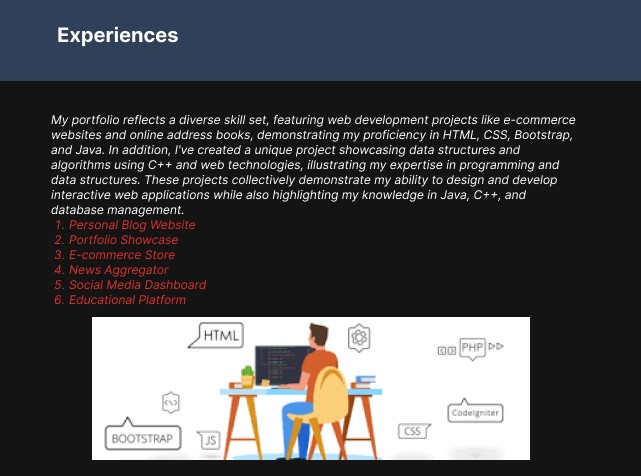 Experiences
My portfolio reflects a diverse skill set, featuring web development projects like e-commerce
websites and online address books, demonstrating my proficiency in HTML, CSS, Bootstrap,
and Java. In addition, I've created a unique project showcasing data structures and
algorithms using C++ and web technologies, illustrating my expertise in programming and
data structures. These projects collectively demonstrate my ability to design and develop
interactive web applications while also highlighting my knowledge in Java, C++, and
database management.
1. Personal Blog Website
2. Portfolio Showcase
3. E-commerce Store
4. News Aggregator
5. Social Media Dashboard
6. Educational Platform
HTML
PHP
CodeIgniter
BOOTSTRAP
JS
CSS